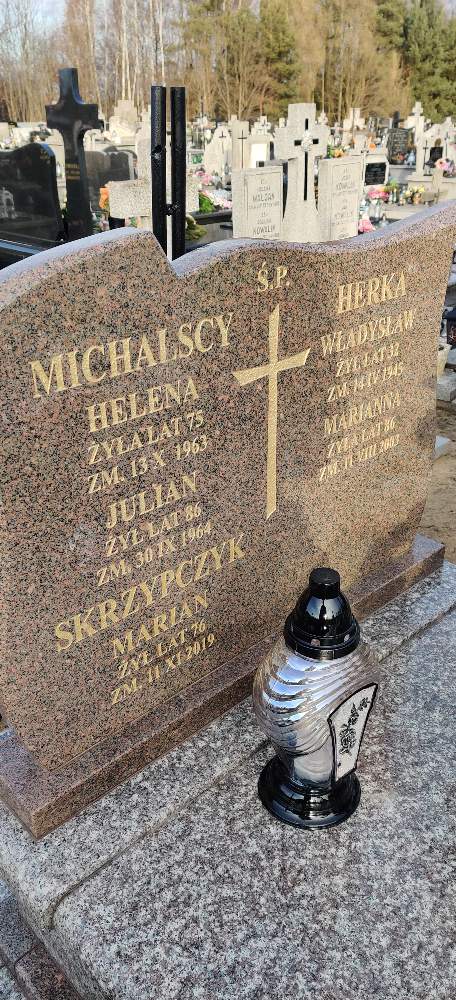 Ś.P.
MICHALSCY
HELENA
ŻYŁA LAT 75
ZM. 13 X 1963
JULIAN
ŻYŁ LAT 86
ZM. 30 IX 1964
SKRZYPCZYK
MARIAN
ŻYŁ LAT 76
ZM. 11 XI 2019
HERKA
WŁADYSŁAW
ŻYŁ LAT 32
ZM. 14 IV 1945
MARIANNA
ŻYŁA LAT 86
ZM. 11 VIII 2003